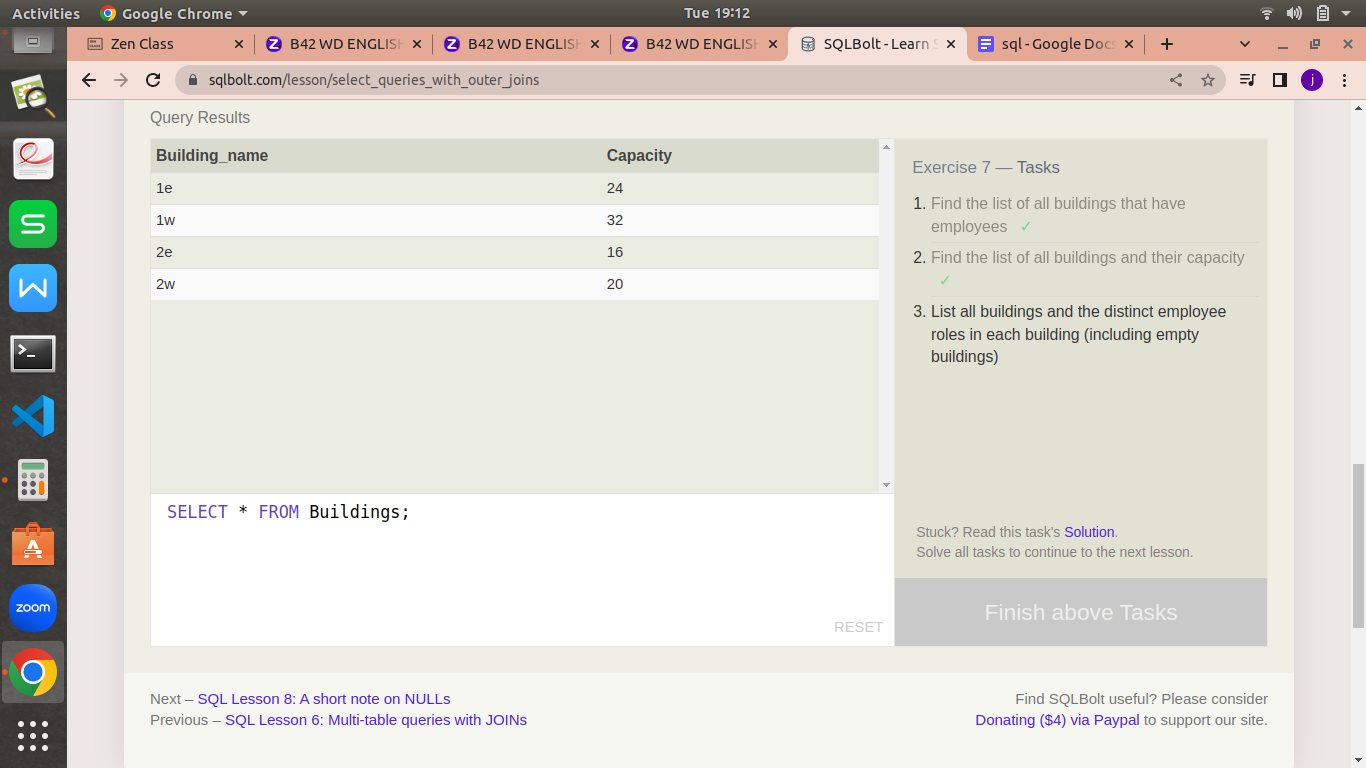 Activities
Google Chrome
Tue 19:12
Zen Class
B42 WD ENGLISH
B42 WD ENGLISH
B42 WD ENGLISH
SQLBolt - Learn S
sql - Google Docs
sqlbolt.com/lesson/select_queries_with_outer_joins
j
Query Results
Building_name Capacity
1e 24
1w 32
2e 16
2w 20
SELECT * FROM Buildings;
RESET
Exercise 7 — Tasks
1. Find the list of all buildings that have
employees ✓
2. Find the list of all buildings and their capacity
✓
3. List all buildings and the distinct employee
roles in each building (including empty
buildings)
Stuck? Read this task's Solution.
Solve all tasks to continue to the next lesson.
Finish above Tasks
Next – SQL Lesson 8: A short note on NULLs
Previous – SQL Lesson 6: Multi-table queries with JOINs
Find SQLBolt useful? Please consider
Donating ($4) via Paypal to support our site.
zoom